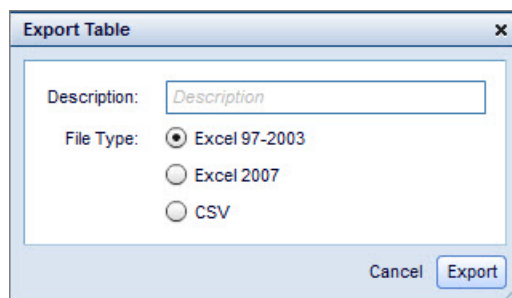 Export Table
Description: Description
File Type: Excel 97-2003
Excel 2007
CSV
Cancel Export